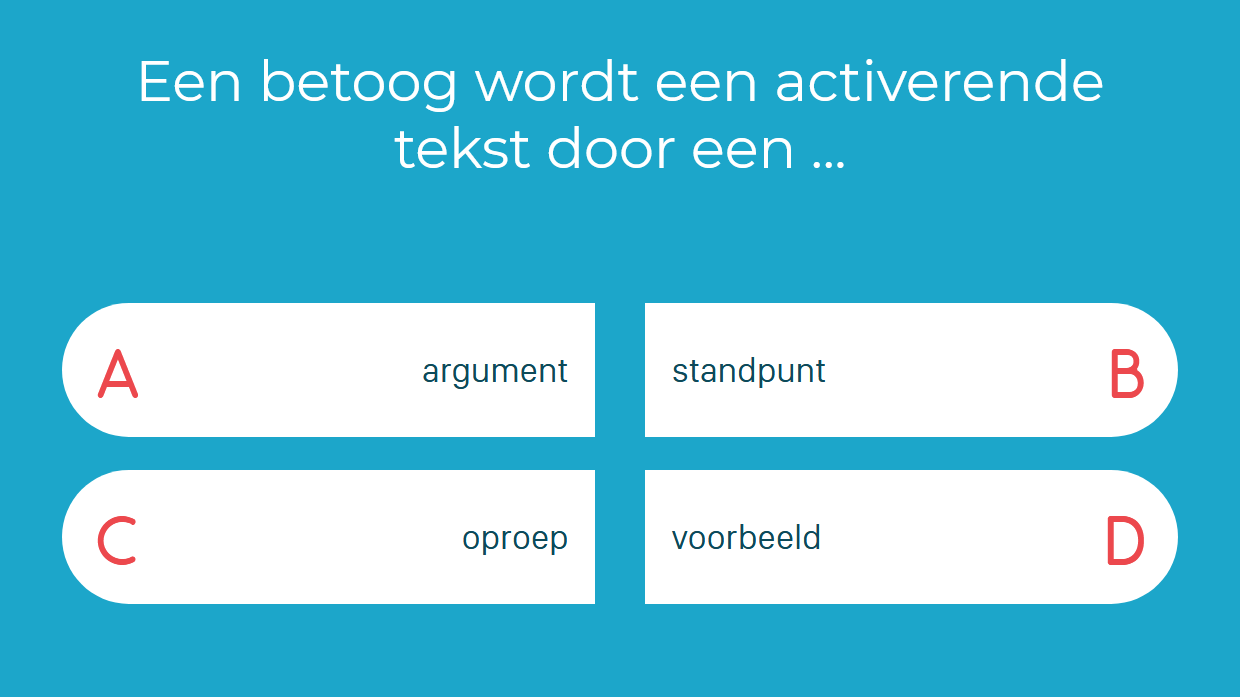 Een betoog wordt een activerende
tekst door een ...
A argument
standpunt B
C oproep
voorbeeld D